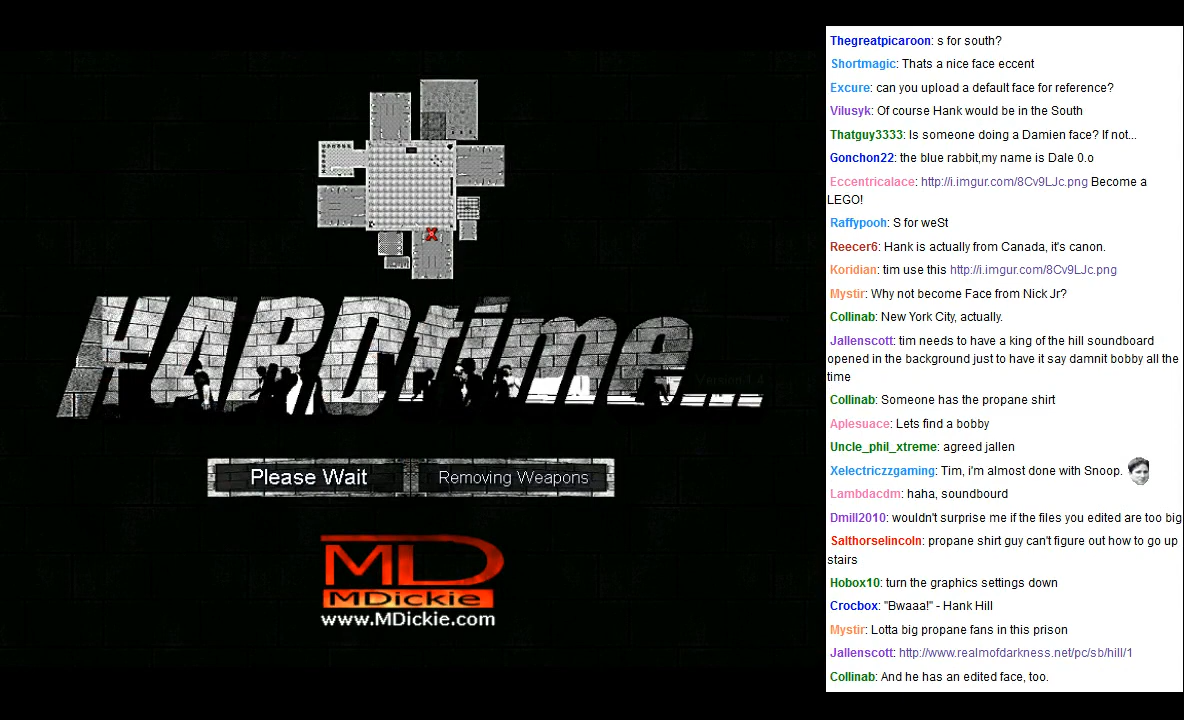 HARDtime...
Version 1.4
Please Wait
Removing Weapons
MD
MDickie
www.MDickie.com
Thegreatpicaroon: s for south?
Shortmagic: Thats a nice face eccent
Excure: can you upload a default face for reference?
Vilusyk: Of course Hank would be in the South
Thatguy3333: Is someone doing a Damien face? If not...
Gonchon22: the blue rabbit,my name is Dale 0.o
Eccentricalace: http://i.imgur.com/8Cv9LJc.png Become a
LEGO!
Raffypooh: S for weSt
Reecer6: Hank is actually from Canada, it's canon.
Koridian: tim use this http://i.imgur.com/8Cv9LJc.png
Mystir: Why not become Face from Nick Jr?
Collinab: New York City, actually.
Jallenscott: tim needs to have a king of the hill soundboard
opened in the background just to have it say damnit bobby all the
time
Collinab: Someone has the propane shirt
Aplesuace: Lets find a bobby
Uncle_phil_xtreme: agreed jallen
Xelectriczzgaming: Tim, i'm almost done with Snoop.
Lambdacdm: haha, soundbourd
Dmill2010: wouldn't surprise me if the files you edited are too big
Salthorselincoln: propane shirt guy can't figure out how to go up
stairs
Hobox10: turn the graphics settings down
Crocbox: "Bwaaa!" - Hank Hill
Mystir: Lotta big propane fans in this prison
Jallenscott: http://www.realmofdarkness.net/pc/sb/hill/1
Collinab: And he has an edited face, too.